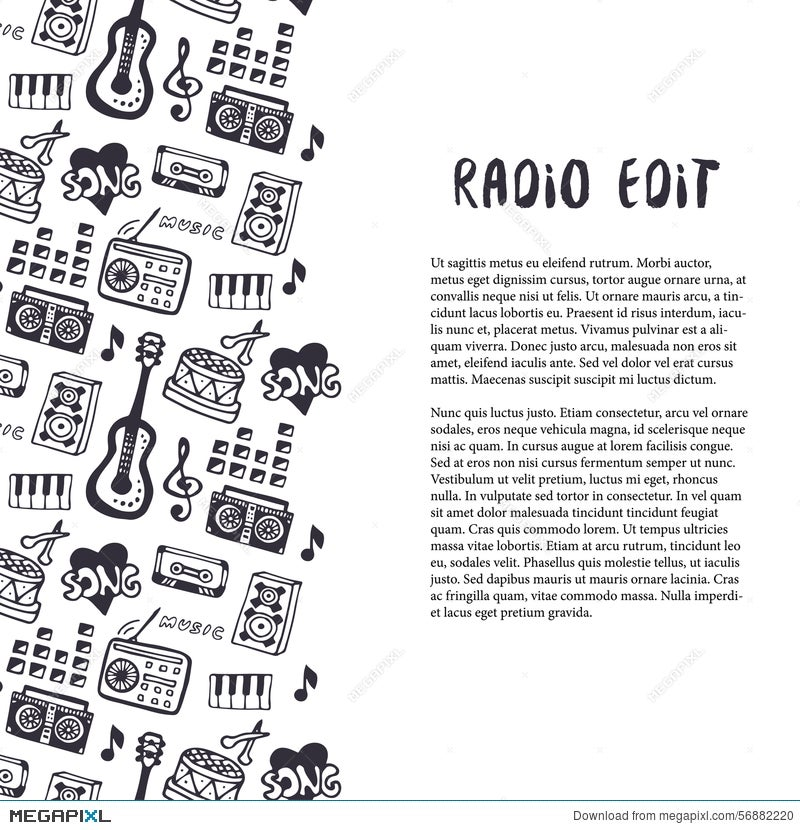 SIC
SONG
MUSIC
RADiO EDiT
Ut sagittis metus eu eleifend rutrum. Morbi auctor,
metus eget dignissim cursus, tortor augue ornare urna, at
convallis neque nisi ut felis. Ut ornare mauris arcu, a tin-
cidunt lacus lobortis eu. Praesent id risus interdum, iacu-
lis nunc et, placerat metus. Vivamus pulvinar est a ali-
quam viverra. Donec justo arcu, malesuada non eros sit
amet, eleifend iaculis ante. Sed vel dolor vel erat cursus
mattis. Maecenas suscipit suscipit mi luctus dictum.
Nunc quis luctus justo. Etiam consectetur, arcu vel ornare
sodales, eros neque vehicula magna, id scelerisque neque
nisi ac quam. In cursus augue at lorem facilisis congue.
Sed at eros non nisi cursus fermentum semper ut nunc.
Vestibulum ut velit pretium, luctus mi eget, rhoncus
nulla. In vulputate sed tortor in consectetur. In vel quam
sit amet dolor malesuada tincidunt tincidunt feugiat
quam. Cras quis commodo lorem. Ut tempus ultricies
massa vitae lobortis. Etiam at arcu rutrum, tincidunt leo
eu, sodales velit. Phasellus quis molestie tellus, ut iaculis
justo. Sed dapibus mauris ut mauris ornare lacinia. Cras
ac fringilla quam, vitae commodo massa. Nulla imperdi-
et lacus eget pretium gravida.
SONG
SIC
SONG
MUSIC
SONG
MEGAPIXL
Download from megapixl.com/56882220